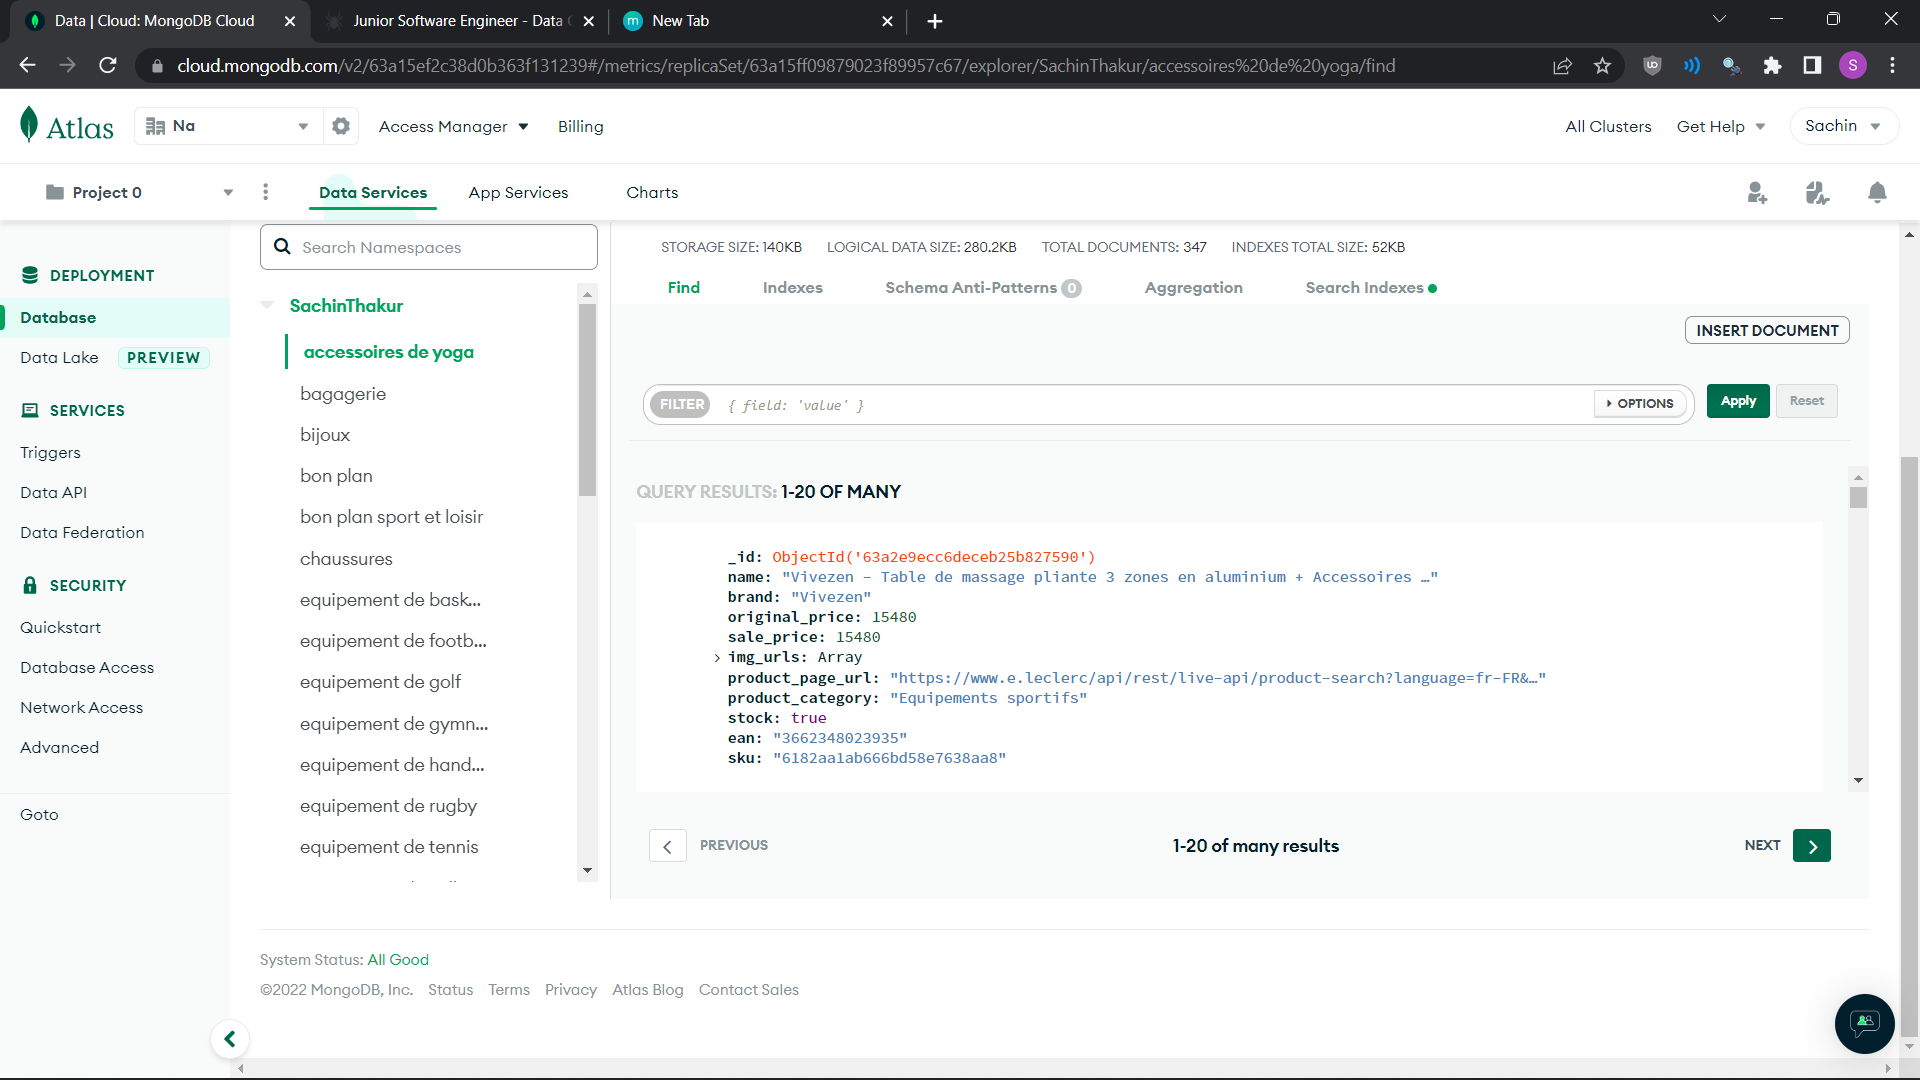 Data | Cloud: MongoDB Cloud
Junior Software Engineer - Data
New Tab
cloud.mongodb.com/v2/63a15ef2c38d0b363f131239#/metrics/replicaSet/63a15ff09879023f89957c67/explorer/SachinThakur/accessoires%20de%20yoga/find
S
Atlas
Na
Access Manager
Billing
All Clusters
Get Help
Sachin
Project 0
Data Services
App Services
Charts
DEPLOYMENT
Database
Data Lake PREVIEW
SERVICES
Triggers
Data API
Data Federation
SECURITY
Quickstart
Database Access
Network Access
Advanced
Goto
Search Namespaces
SachinThakur
accessoires de yoga
bagagerie
bijoux
bon plan
bon plan sport et loisir
chaussures
equipement de bask...
equipement de footb...
equipement de golf
equipement de gymn...
equipement de hand...
equipement de rugby
equipement de tennis
STORAGE SIZE: 140KB LOGICAL DATA SIZE: 280.2KB TOTAL DOCUMENTS: 347 INDEXES TOTAL SIZE: 52KB
Find Indexes Schema Anti-Patterns 0 Aggregation Search Indexes
INSERT DOCUMENT
FILTER { field: 'value' } OPTIONS Apply Reset
QUERY RESULTS: 1-20 OF MANY
_id: ObjectId('63a2e9ecc6deceb25b827590')
name: "Vivezen - Table de massage pliante 3 zones en aluminium + Accessoires …"
brand: "Vivezen"
original_price: 15480
sale_price: 15480
img_urls: Array
product_page_url: "https://www.e.leclerc/api/rest/live-api/product-search?language=fr-FR&…"
product_category: "Equipements sportifs"
stock: true
ean: "3662348023935"
sku: "6182aa1ab666bd58e7638aa8"
PREVIOUS
1-20 of many results
NEXT
System Status: All Good
©2022 MongoDB, Inc. Status Terms Privacy Atlas Blog Contact Sales